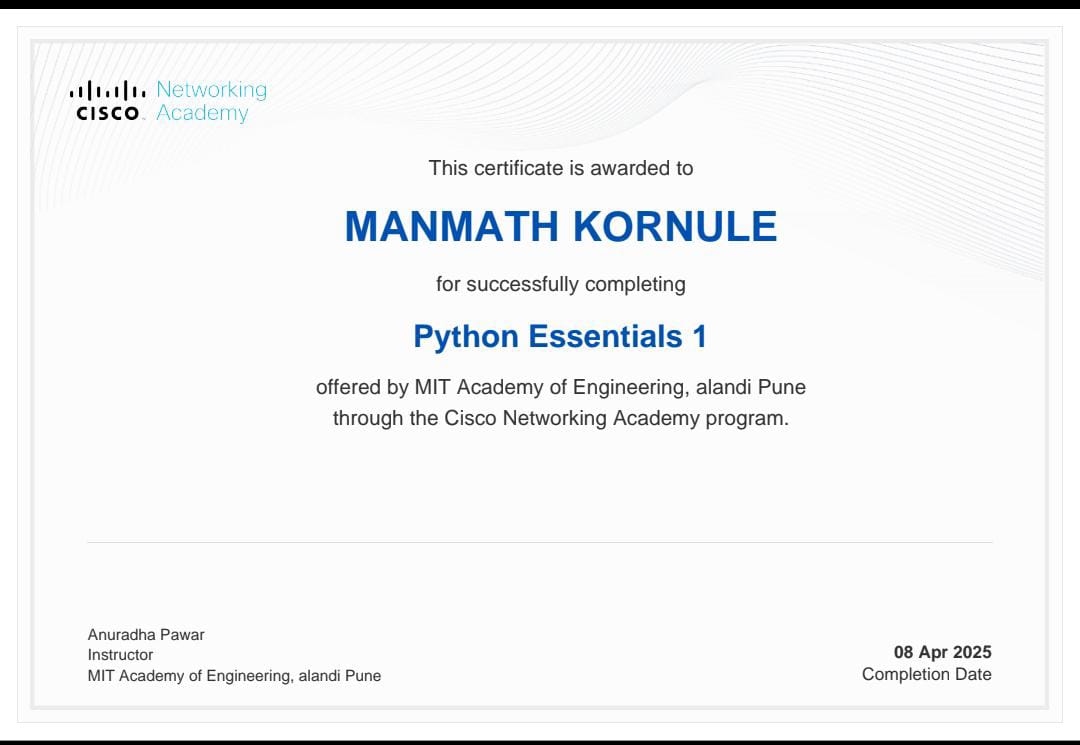 Networking
CISCO Academy
This certificate is awarded to
MANMATH KORNULE
for successfully completing
Python Essentials 1
offered by MIT Academy of Engineering, alandi Pune
through the Cisco Networking Academy program.
Anuradha Pawar
Instructor
MIT Academy of Engineering, alandi Pune
08 Apr 2025
Completion Date